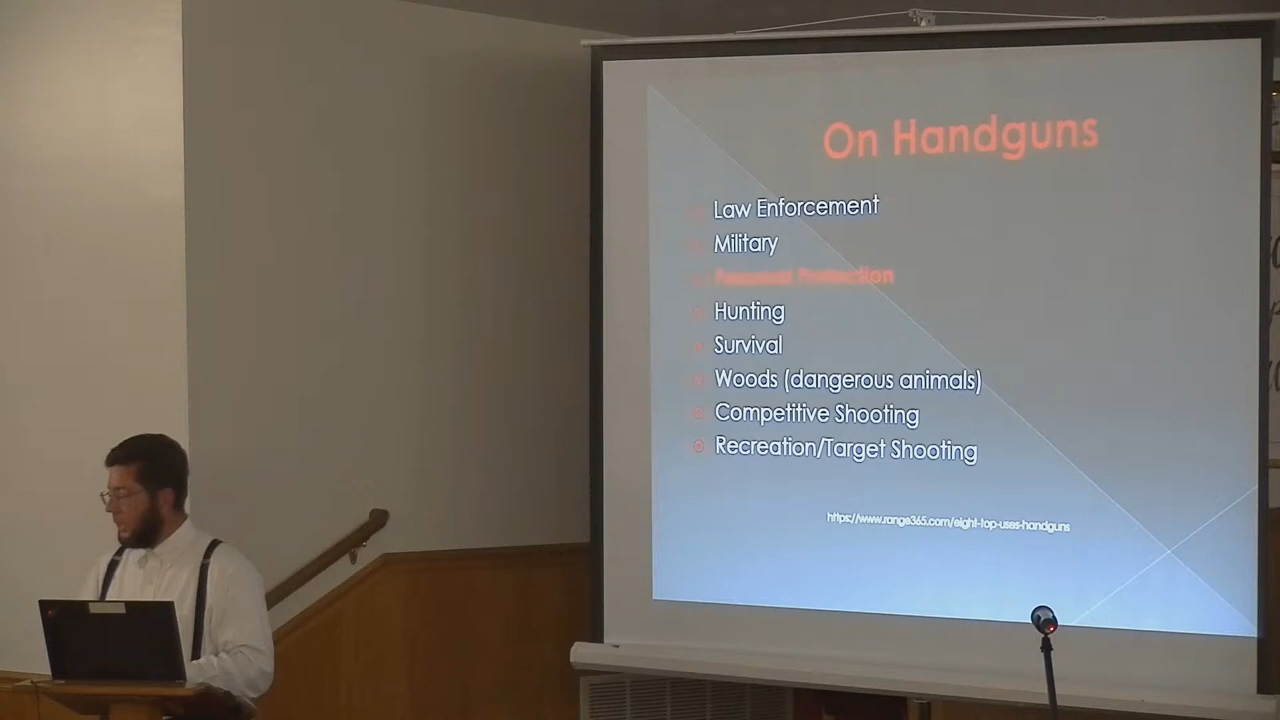 On Handguns
Law Enforcement
Military
Personal Protection
Hunting
Survival
Woods (dangerous animals)
Competitive Shooting
Recreation/Target Shooting
https://www.range365.com/eight-top-uses-handguns